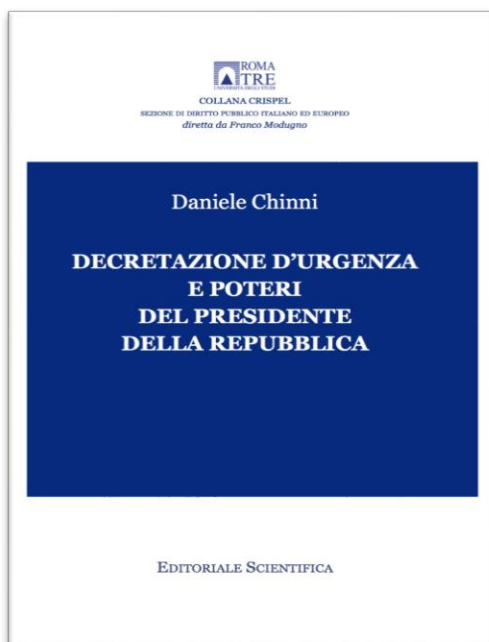 ROMA
TRE
UNIVERSITÀ DEGLI STUDI
COLLANA CRISPEL
SEZIONE DI DIRITTO PUBBLICO ITALIANO ED EUROPEO
diretta da Franco Modugno
Daniele Chinni
DECRETAZIONE D'URGENZA
E POTERI
DEL PRESIDENTE
DELLA REPUBBLICA
EDITORIALE SCIENTIFICA